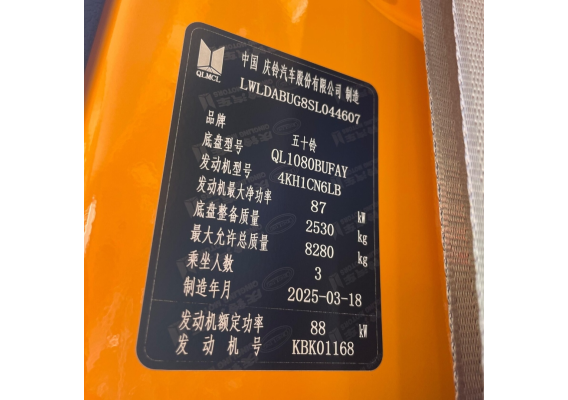 QLMCL
中国 庆铃汽车股份有限公司 制造
LWLDABUG8SL044607
品牌 五十铃
底盘型号 QL1080BUFAY
发动机型号 4KH1CN6LB
发动机最大净功率 87 kW
底盘整备质量 2530 kg
最大允许总质量 8280 kg
乘坐人数 3
制造年月 2025-03-18
发动机额定功率 88 kW
发动机号 KBK01168